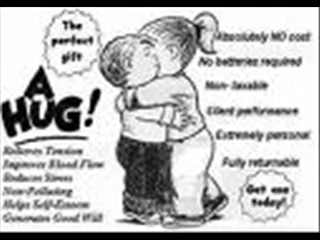 The
perfect
gift
A
HUG!
Relieves Tension
Improves Blood Flow
Reduces Stress
Non-Polluting
Helps Self-Esteem
Generates Good Will
Absolutely NO cost
No batteries required
Non-taxable
Silent performance
Extremely personal
Fully returnable
Get one
today!